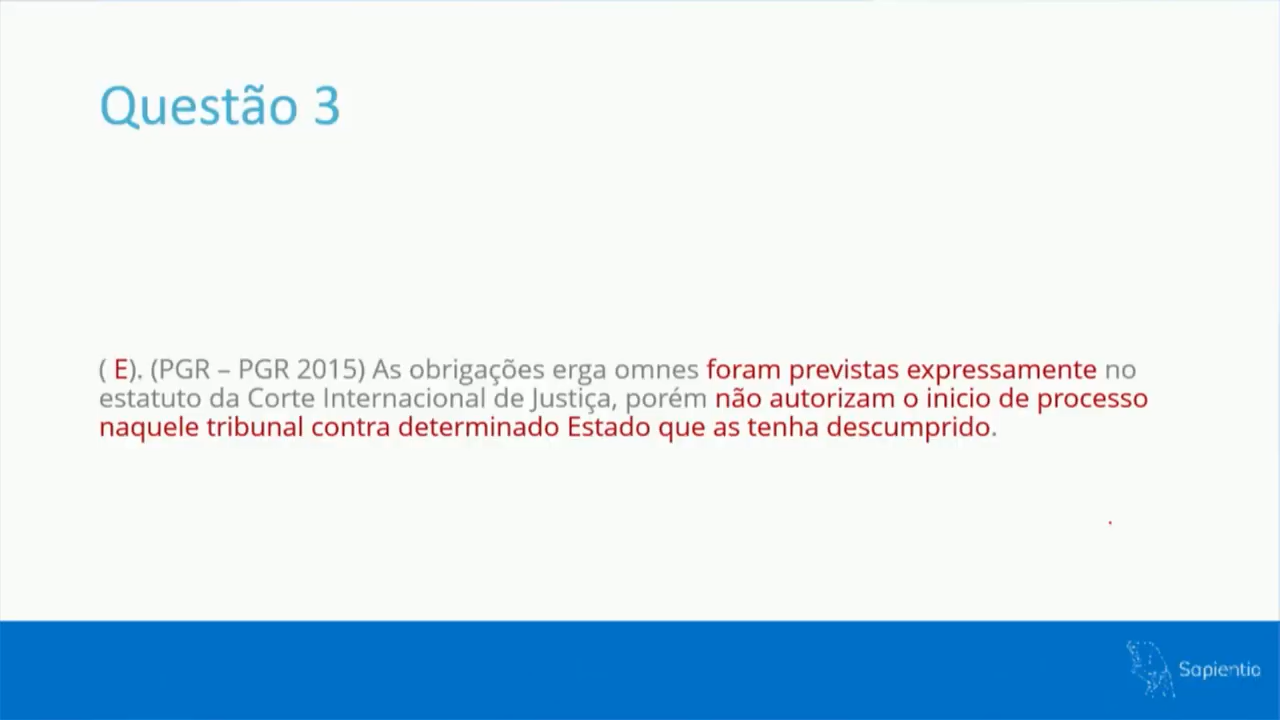 Questão 3
( E). (PGR – PGR 2015) As obrigações erga omnes foram previstas expressamente no
estatuto da Corte Internacional de Justiça, porém não autorizam o inicio de processo
naquele tribunal contra determinado Estado que as tenha descumprido.
Sapientia